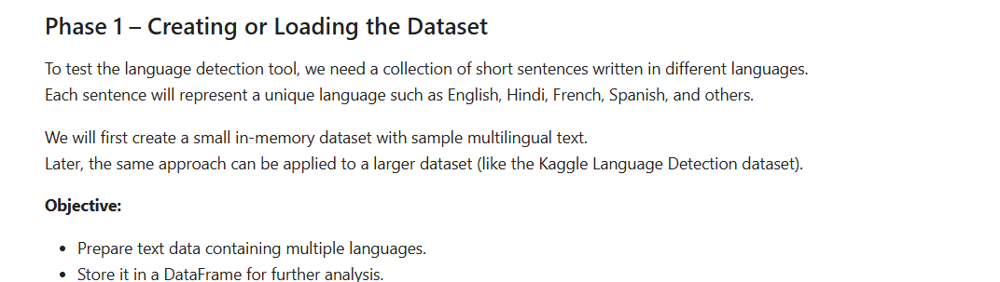 Phase 1 – Creating or Loading the Dataset
To test the language detection tool, we need a collection of short sentences written in different languages.
Each sentence will represent a unique language such as English, Hindi, French, Spanish, and others.
We will first create a small in-memory dataset with sample multilingual text.
Later, the same approach can be applied to a larger dataset (like the Kaggle Language Detection dataset).
Objective:
• Prepare text data containing multiple languages.
• Store it in a DataFrame for further analysis.